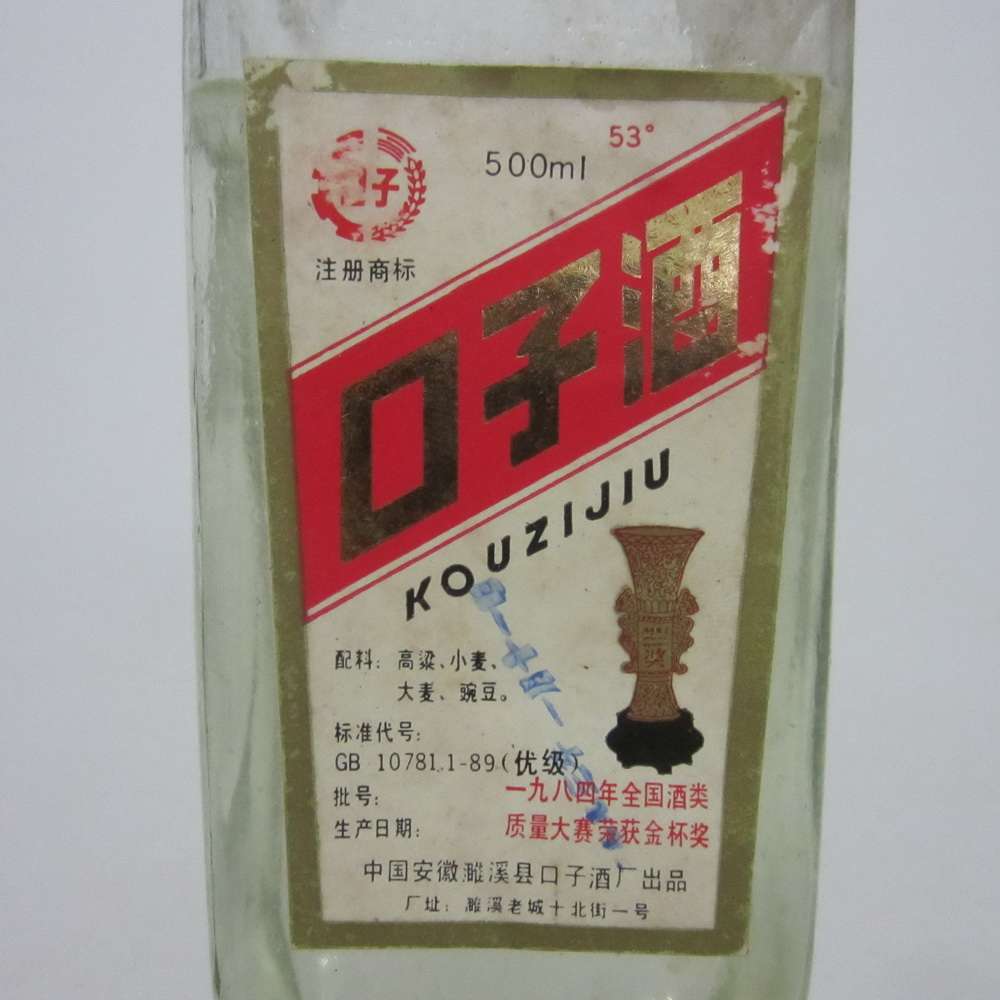 53°
500ml
口子
注册商标
口子酒
KOUZIJIU
配料：高粱、小麦、
大麦、豌豆。
标准代号：
GB 10781.1-89（优级）
批号：
生产日期：
奖
一九八四年全国酒类
质量大赛荣获金杯奖
中国安徽濉溪县口子酒厂出品
厂址：濉溪老城十北街一号